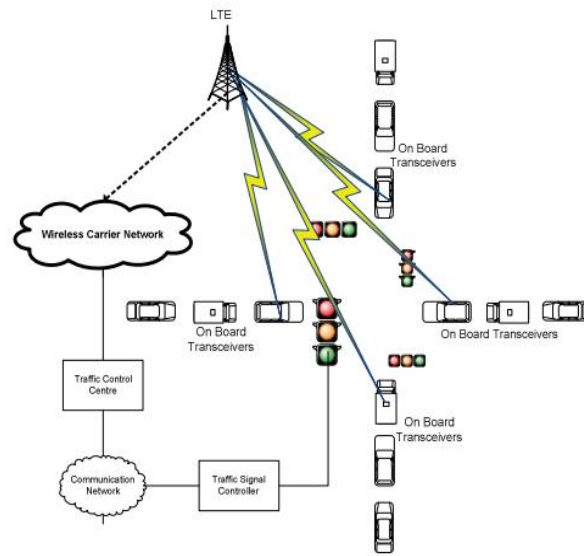 LTE
On Board
Transceivers
Wireless Carrier Network
On Board
Transceivers
On Board Transceivers
Traffic Control
Centre
On Board
Transceivers
Communication
Network
Traffic Signal
Controller